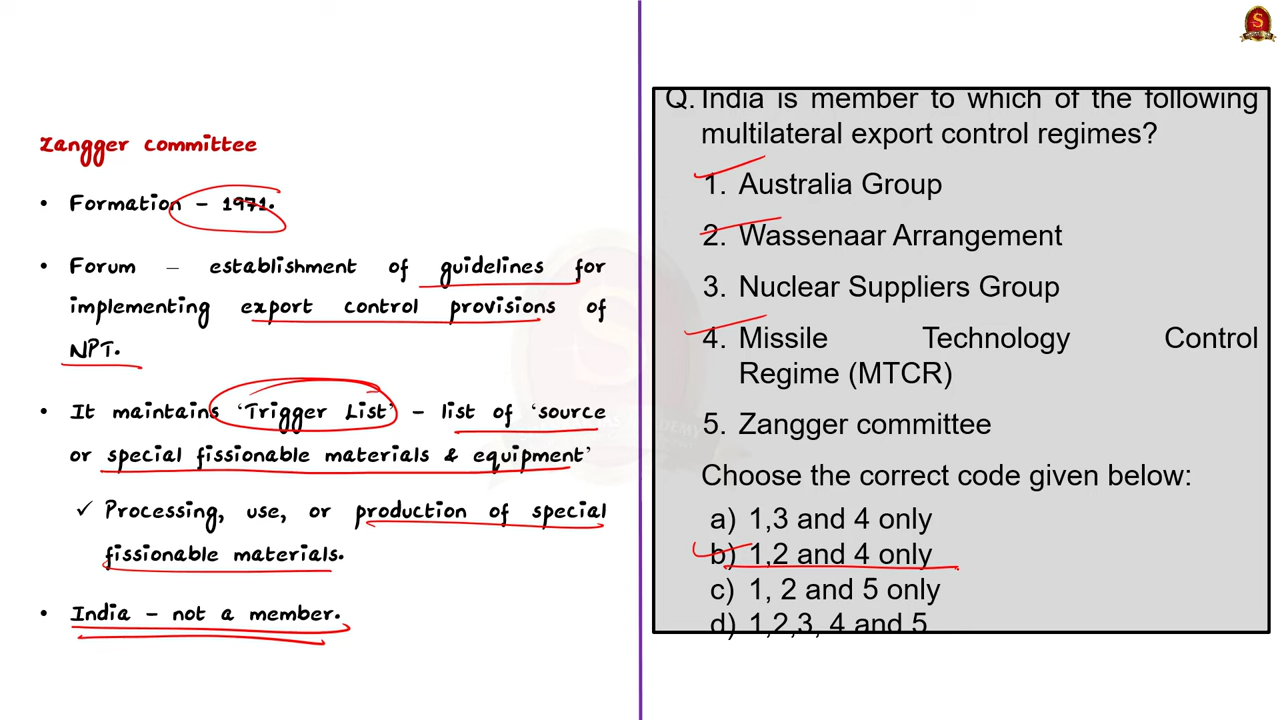 Zangger committee
• Formation – 1971.
• Forum – establishment of guidelines for
implementing export control provisions of
NPT.
• It maintains ‘Trigger List’ – list of ‘source
or special fissionable materials & equipment’
✓ Processing, use, or production of special
fissionable materials.
• India – not a member.
Q. India is member to which of the following
multilateral export control regimes?
1. Australia Group
2. Wassenaar Arrangement
3. Nuclear Suppliers Group
4. Missile Technology Control
Regime (MTCR)
5. Zangger committee
Choose the correct code given below:
a) 1,3 and 4 only
b) 1,2 and 4 only
c) 1, 2 and 5 only
d) 1,2,3, 4 and 5